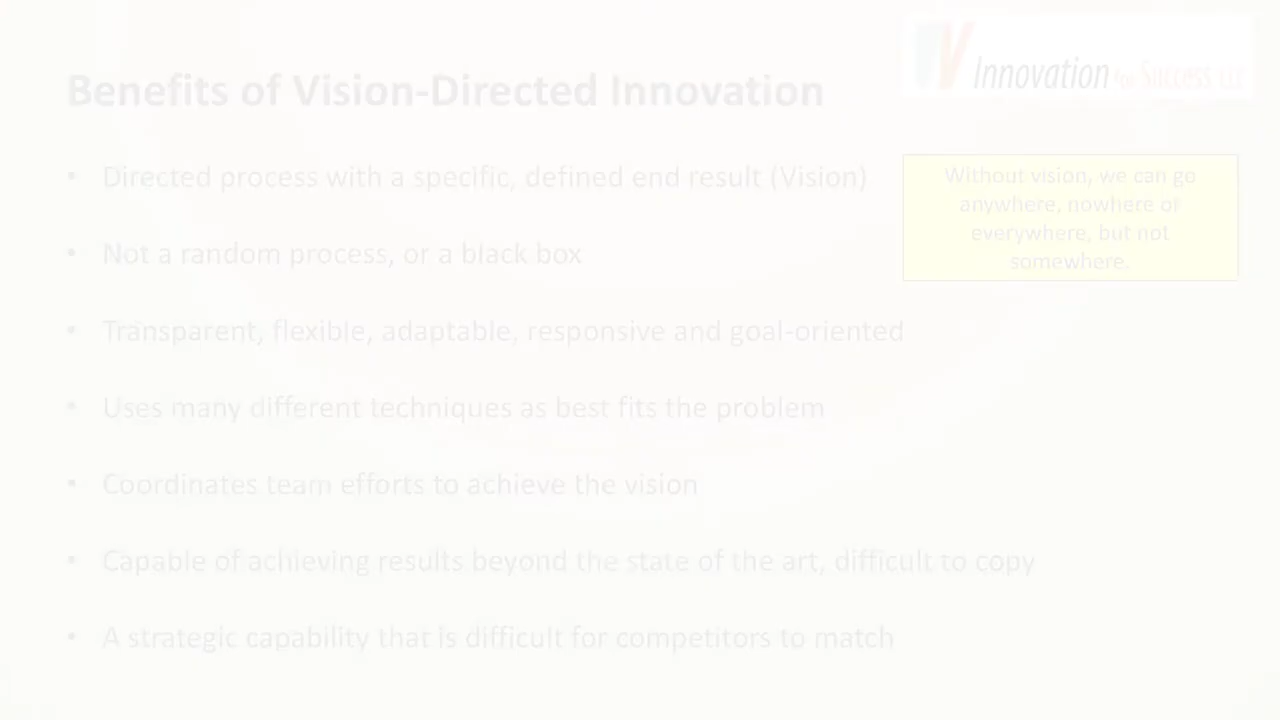 Innovation for Success LLC
Benefits of Vision-Directed Innovation
• Directed process with a specific, defined end result (Vision)
Without vision, we can go
anywhere, nowhere or
everywhere, but not
somewhere.
• Not a random process, or a black box
• Transparent, flexible, adaptable, responsive and goal-oriented
• Uses many different techniques as best fits the problem
• Coordinates team efforts to achieve the vision
• Capable of achieving results beyond the state of the art, difficult to copy
• A strategic capability that is difficult for competitors to match